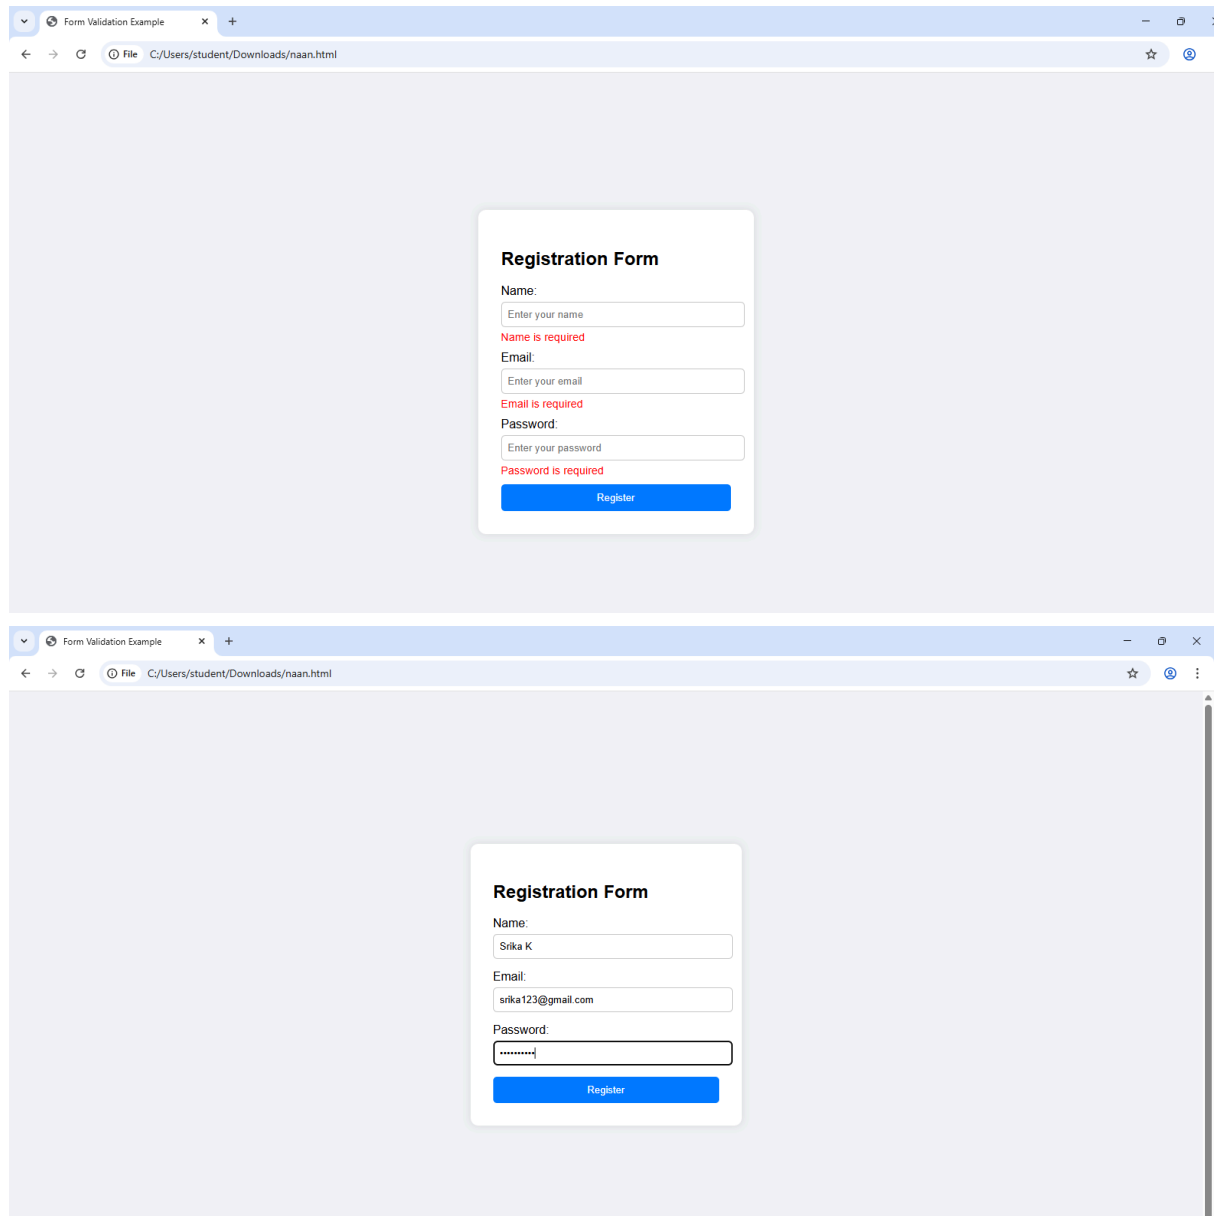 Form Validation Example
File C:/Users/student/Downloads/naan.html
Registration Form
Name:
Enter your name
Name is required
Email:
Enter your email
Email is required
Password:
Enter your password
Password is required
Register
Form Validation Example
File C:/Users/student/Downloads/naan.html
Registration Form
Name:
Srika K
Email:
srika123@gmail.com
Password:
••••••••••
Register